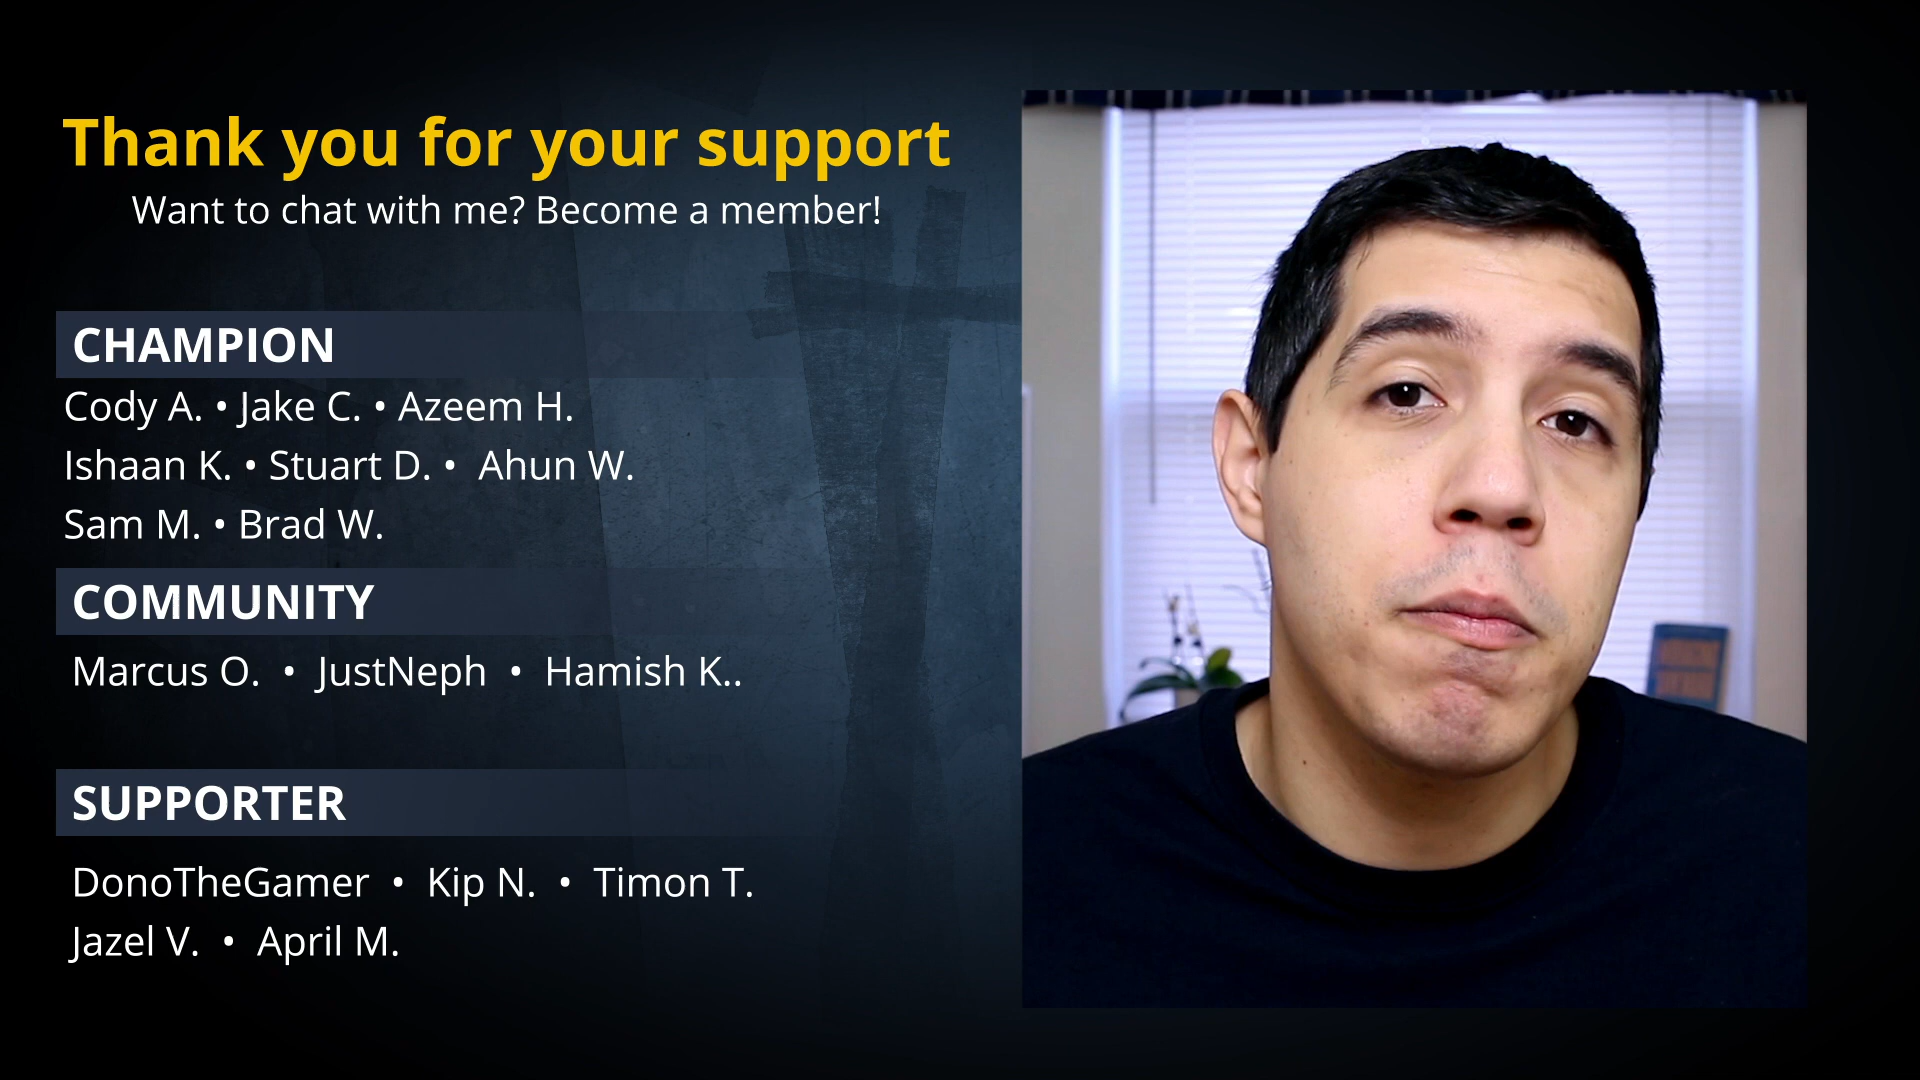 Thank you for your support
Want to chat with me? Become a member!
CHAMPION
Cody A. • Jake C. • Azeem H.
Ishaan K. • Stuart D. • Ahun W.
Sam M. • Brad W.
COMMUNITY
Marcus O. • JustNeph • Hamish K..
SUPPORTER
DonoTheGamer • Kip N. • Timon T.
Jazel V. • April M.